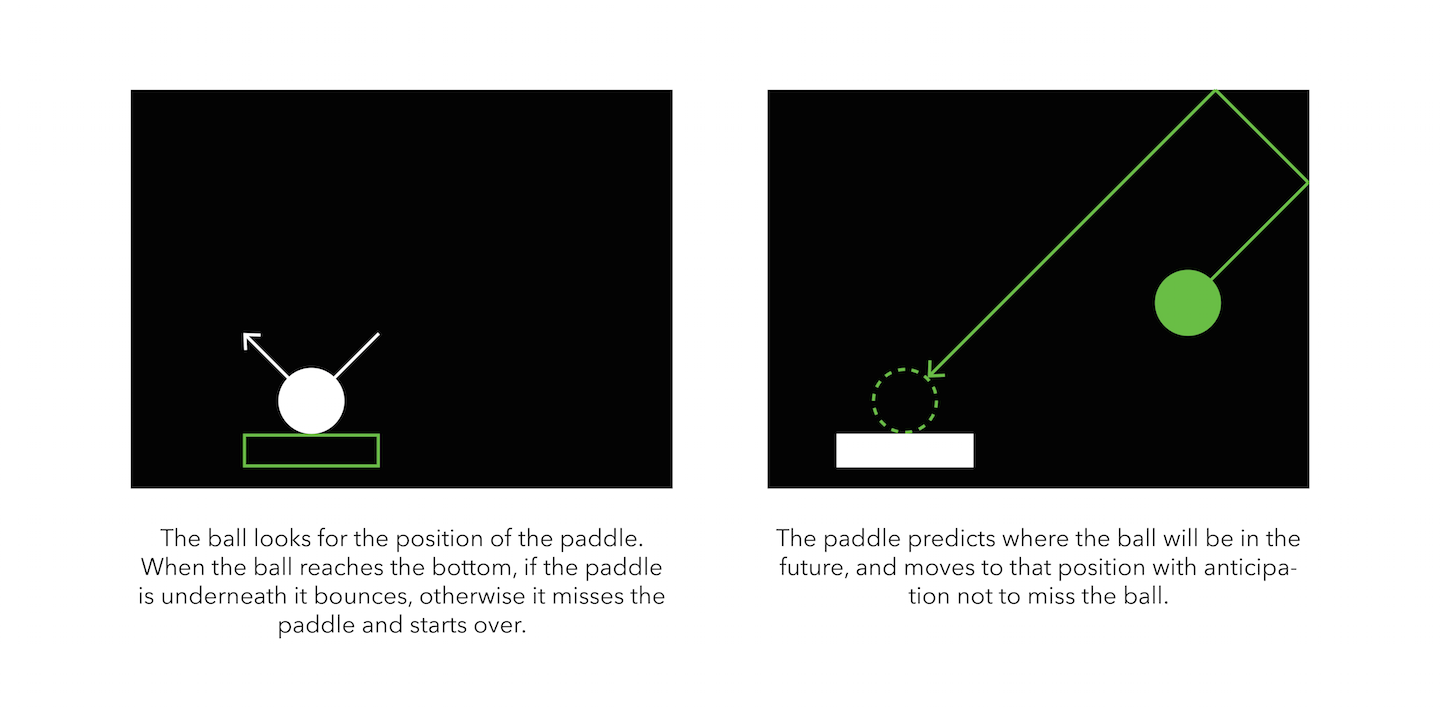 The ball looks for the position of the paddle.
When the ball reaches the bottom, if the paddle
is underneath it bounces, otherwise it misses the
paddle and starts over.
The paddle predicts where the ball will be in the
future, and moves to that position with anticipa-
tion not to miss the ball.